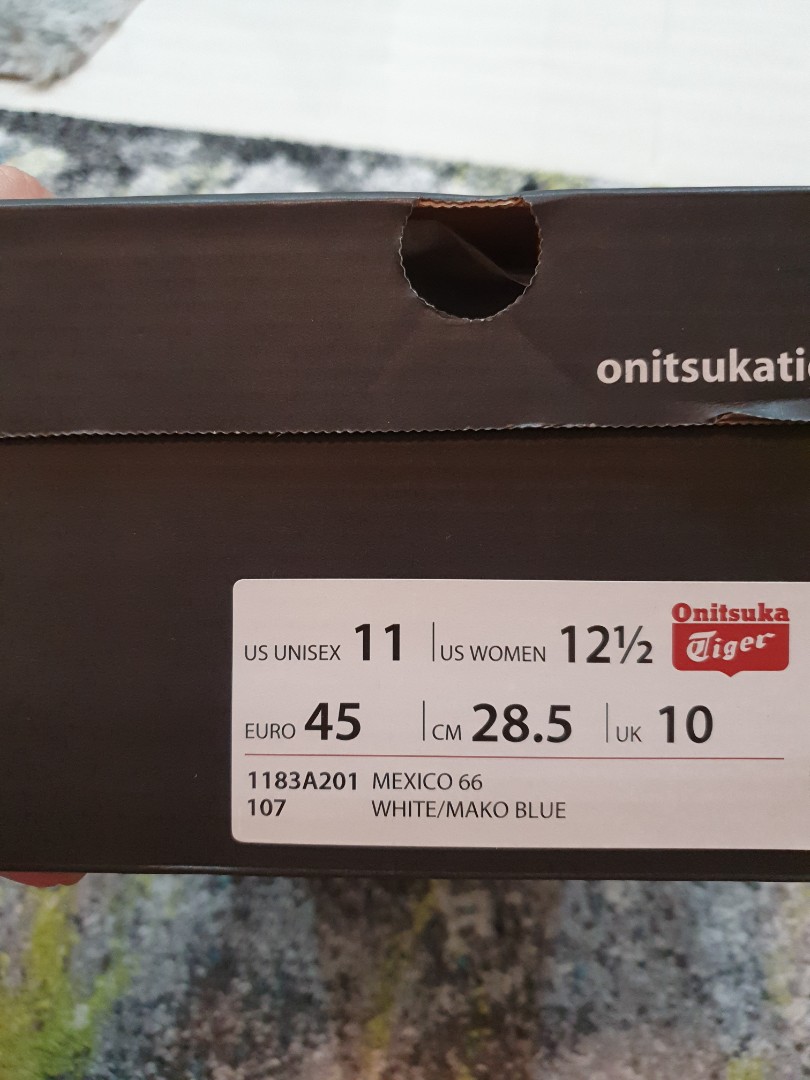 onitsukatig
US UNISEX 11 US WOMEN 12½ Onitsuka Tiger
EURO 45 CM 28.5 UK 10
1183A201 MEXICO 66
107 WHITE/MAKO BLUE